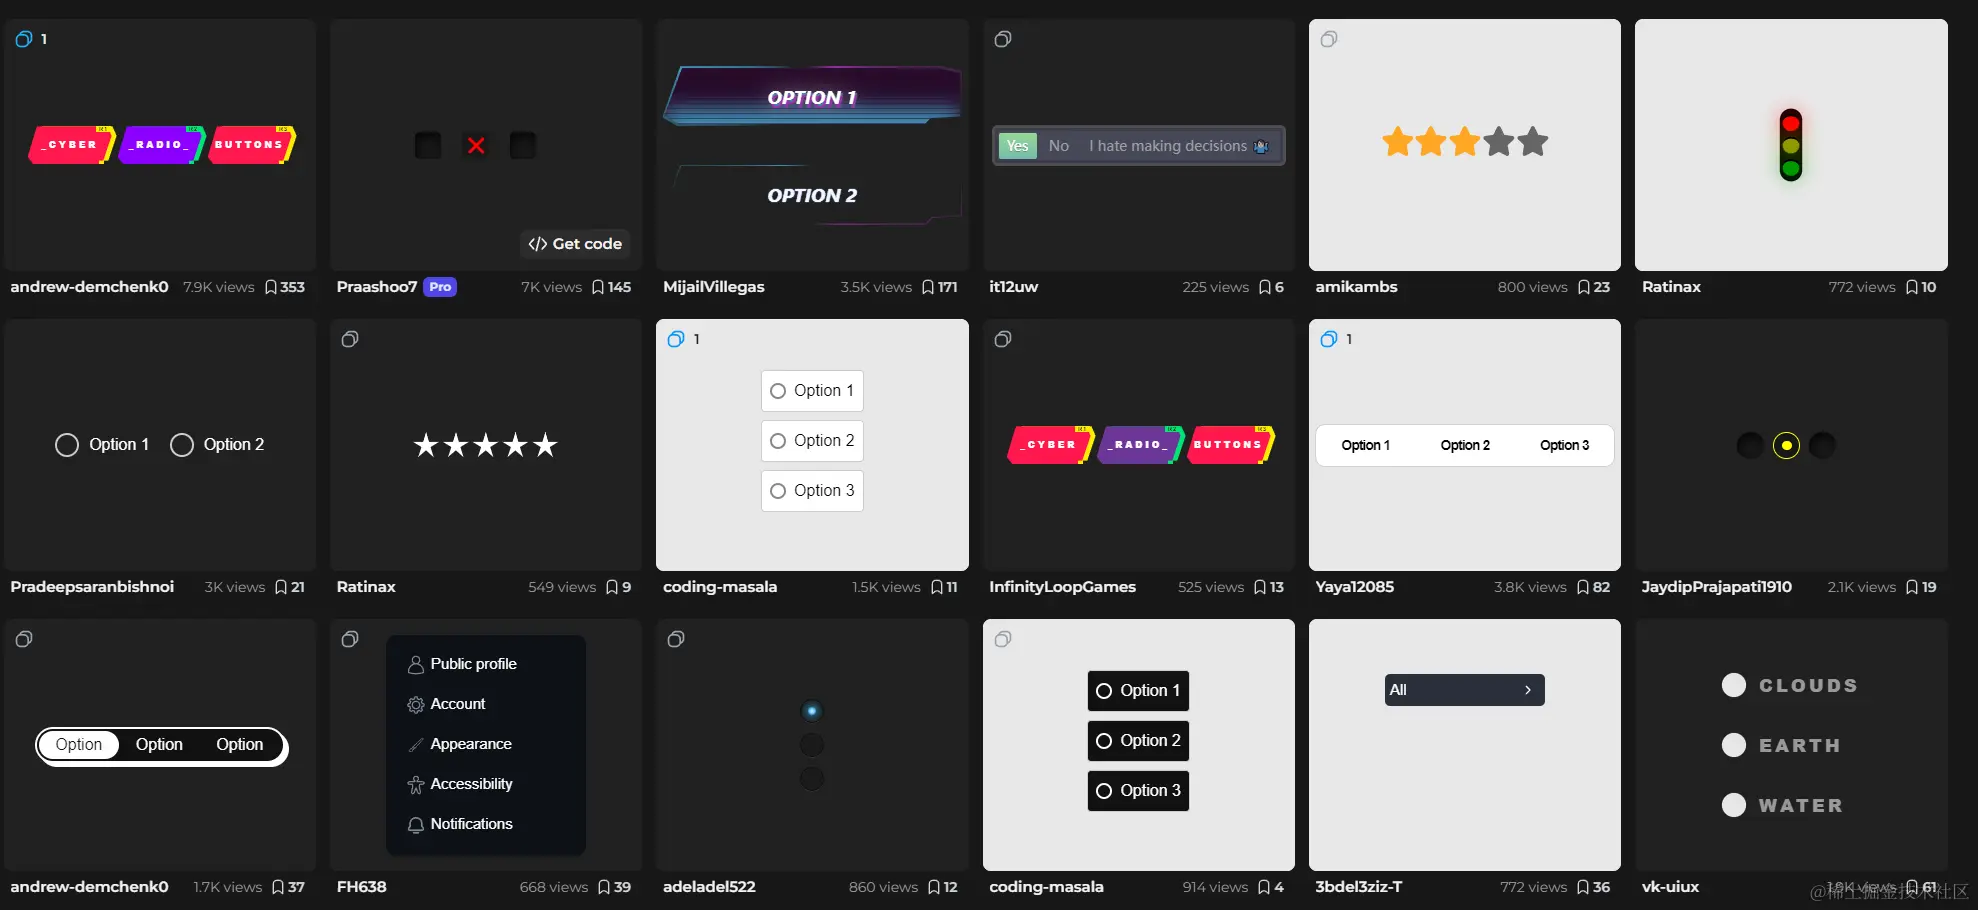 1
_CYBER
_RADIO_
BUTTONS
</> Get code
OPTION 1
OPTION 2
Yes No I hate making decisions
andrew-demchenk0 7.9K views 353
Praashoo7 Pro 7K views 145
MijailVillegas 3.5K views 171
it12uw 225 views 6
amikambs 800 views 23
Ratinax 772 views 10
Option 1 Option 2
1
Option 1
Option 2
Option 3
_CYBER
_RADIO_
BUTTONS
1
Option 1 Option 2 Option 3
Pradeepsaranbishnoi 3K views 21
Ratinax 549 views 9
coding-masala 1.5K views 11
InfinityLoopGames 525 views 13
Yaya12085 3.8K views 82
JaydipPrajapati1910 2.1K views 19
Option Option Option
Public profile
Account
Appearance
Accessibility
Notifications
Option 1
Option 2
Option 3
All
CLOUDS
EARTH
WATER
andrew-demchenk0 1.7K views 37
FH638 668 views 39
adeladel522 860 views 12
coding-masala 914 views 4
3bdel3ziz-T 772 views 36
vk-uiux 1.9K views 61
@稀土掘金技术社区